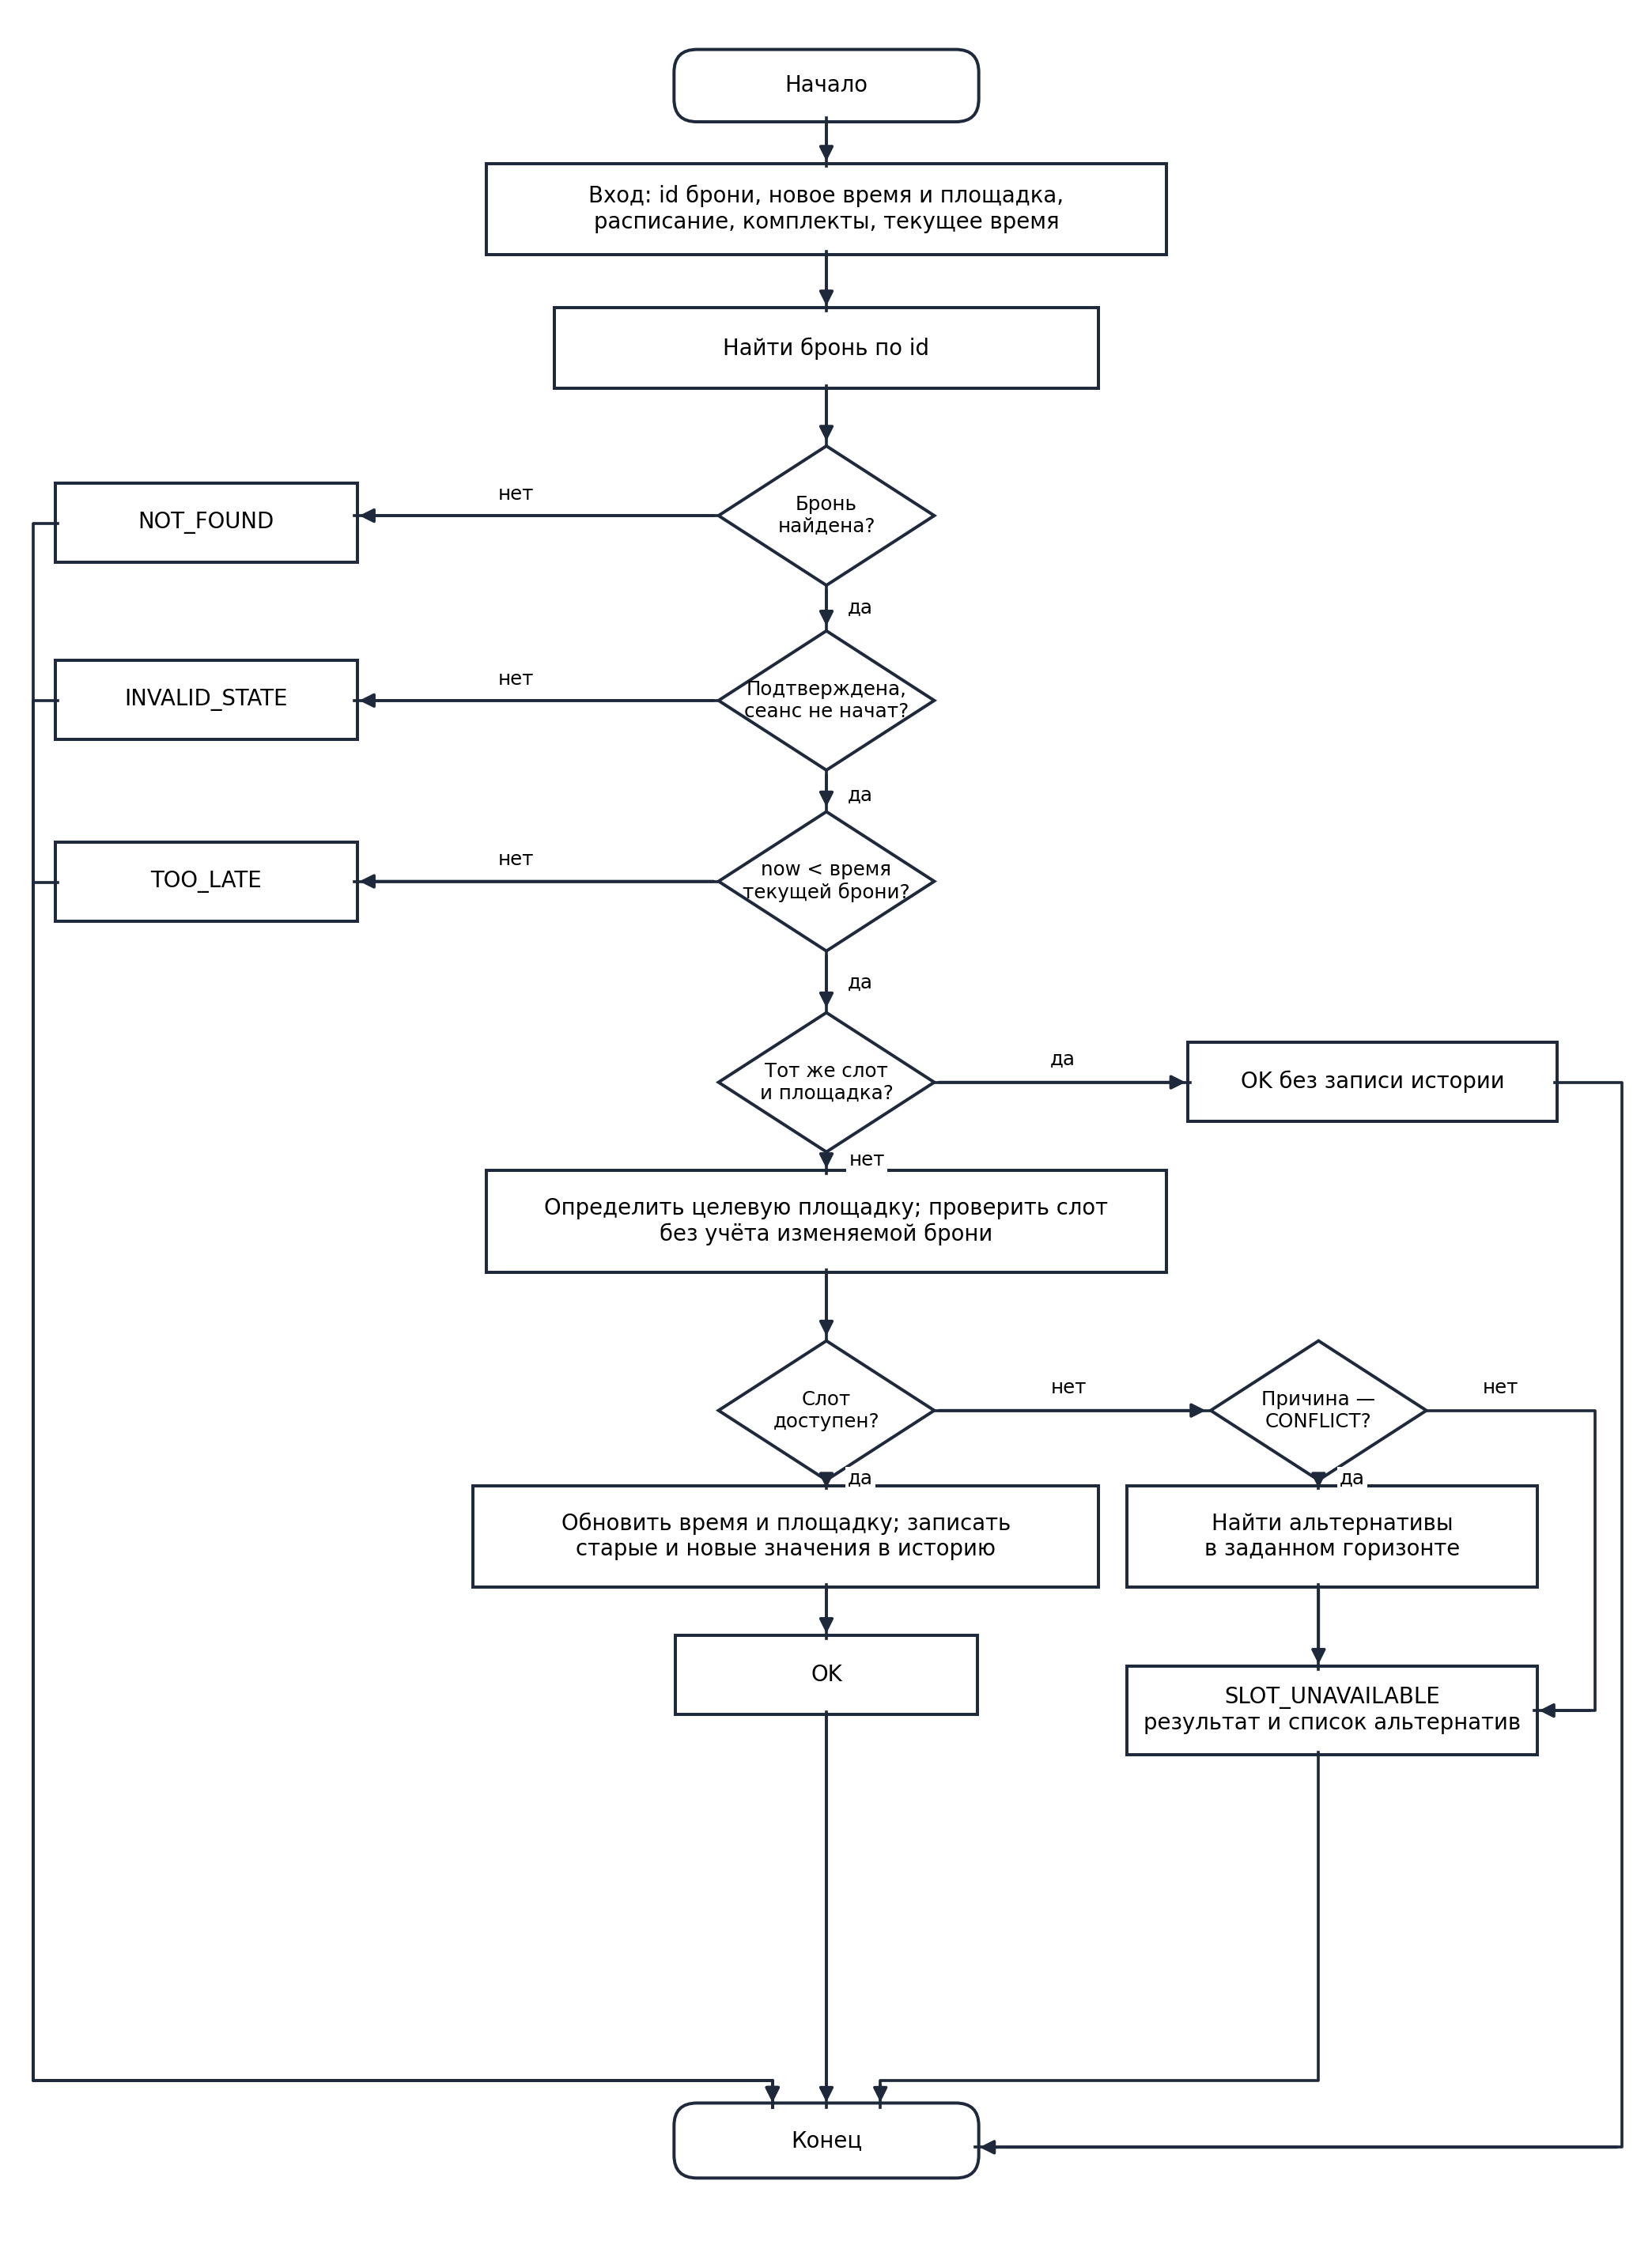 Начало
Вход: id брони, новое время и площадка,
расписание, комплекты, текущее время
Найти бронь по id
Бронь
найдена?
нет
NOT_FOUND
да
Подтверждена,
сеанс не начат?
нет
INVALID_STATE
да
now < время
текущей брони?
нет
TOO_LATE
да
Тот же слот
и площадка?
да
OK без записи истории
нет
Определить целевую площадку; проверить слот
без учёта изменяемой брони
Слот
доступен?
нет
Причина —
CONFLICT?
нет
да
да
Обновить время и площадку; записать
старые и новые значения в историю
Найти альтернативы
в заданном горизонте
OK
SLOT_UNAVAILABLE
результат и список альтернатив
Конец